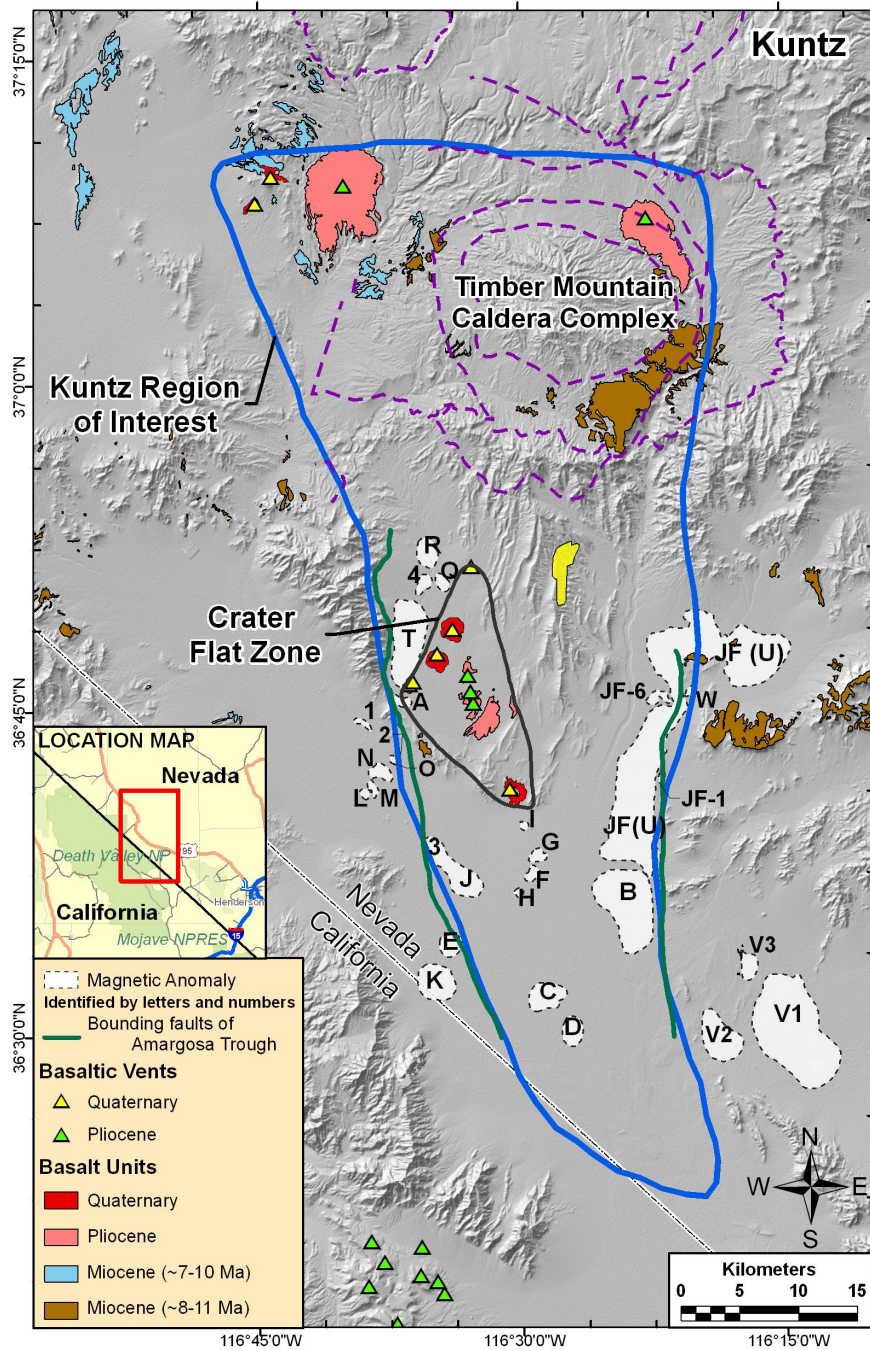 Kuntz
37°15'0"N
Timber Mountain
Caldera Complex
37°0'0"N
Kuntz Region
of Interest
R
4
Q
Crater
Flat Zone
T
JF (U)
JF-6
W
A
36°45'0"N
1
2
N
O
L
M
JF-1
I
JF(U)
3
G
J
F
H
B
E
K
Nevada
California
C
D
V3
V1
V2
36°30'0"N
LOCATION MAP
Nevada
95
Death Valley NP
California
Henderson
Mojave NPRES
15
Magnetic Anomaly
Identified by letters and numbers
Bounding faults of
Amargosa Trough
Basaltic Vents
Quaternary
Pliocene
Basalt Units
Quaternary
Pliocene
Miocene (~7-10 Ma)
Miocene (~8-11 Ma)
N
W
E
S
Kilometers
0 5 10 15
116°45'0"W
116°30'0"W
116°15'0"W